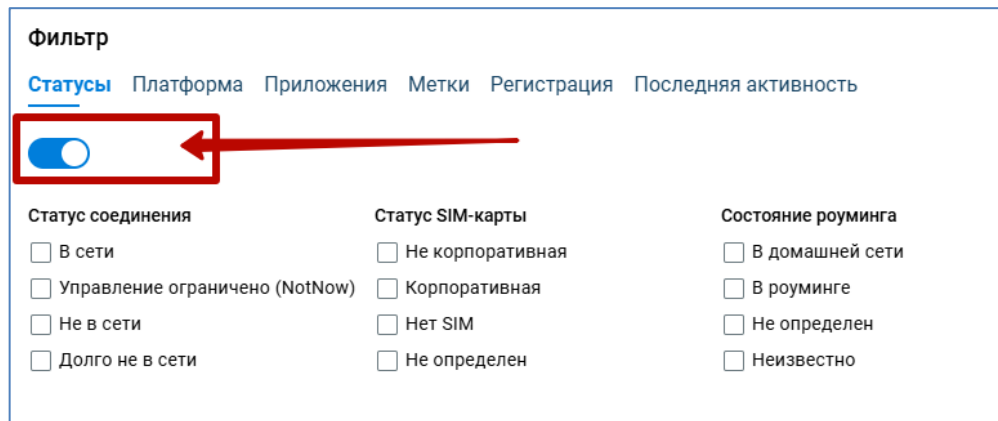 Фильтр
Статусы Платформа Приложения Метки Регистрация Последняя активность
Статус соединения Статус SIM-карты Состояние роуминга
В сети Не корпоративная В домашней сети
Управление ограничено (NotNow) Корпоративная В роуминге
Не в сети Нет SIM Не определен
Долго не в сети Не определен Неизвестно